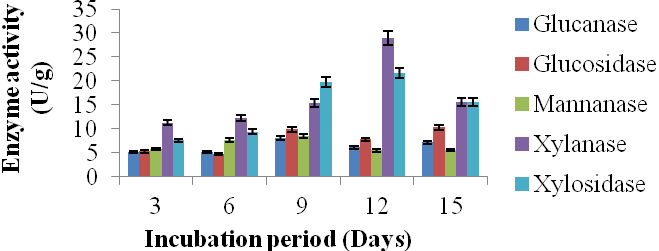 Enzyme activity
(U/g)
35
30
25
20
15
10
5
0
3 6 9 12 15
Incubation period (Days)
Glucanase
Glucosidase
Mannanase
Xylanase
Xylosidase